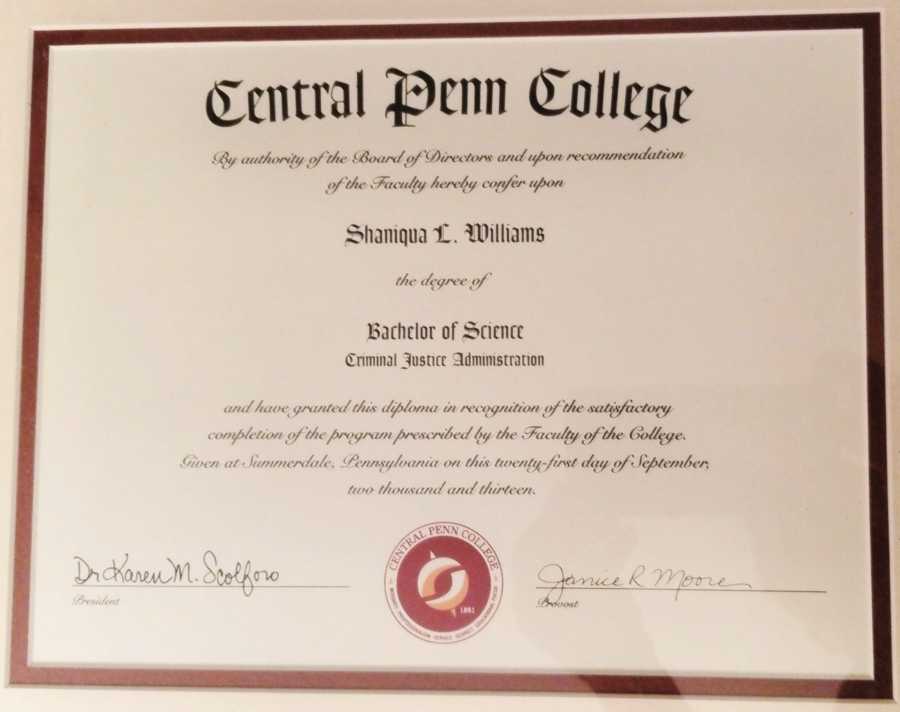 Central Penn College
By authority of the Board of Directors and upon recommendation
of the Faculty hereby confer upon
Shaniqua L. Williams
the degree of
Bachelor of Science
Criminal Justice Administration
and have granted this diploma in recognition of the satisfactory
completion of the program prescribed by the Faculty of the College.
Given at Summerdale, Pennsylvania on this twenty-first day of September,
two thousand and thirteen.
CENTRAL PENN COLLEGE
1881
Dr Karen M. Scolforo
President
Janice R Moore
Provost